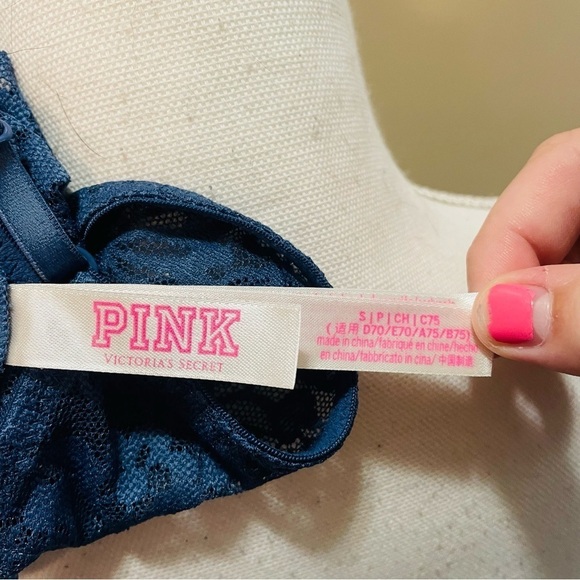 PINK
VICTORIA'S SECRET
S|P|CH|C75
(适用 D70/E70/A75/B75)
made in china/fabriqué en chine/hecho
en china/fabbricato in cina/中国制造